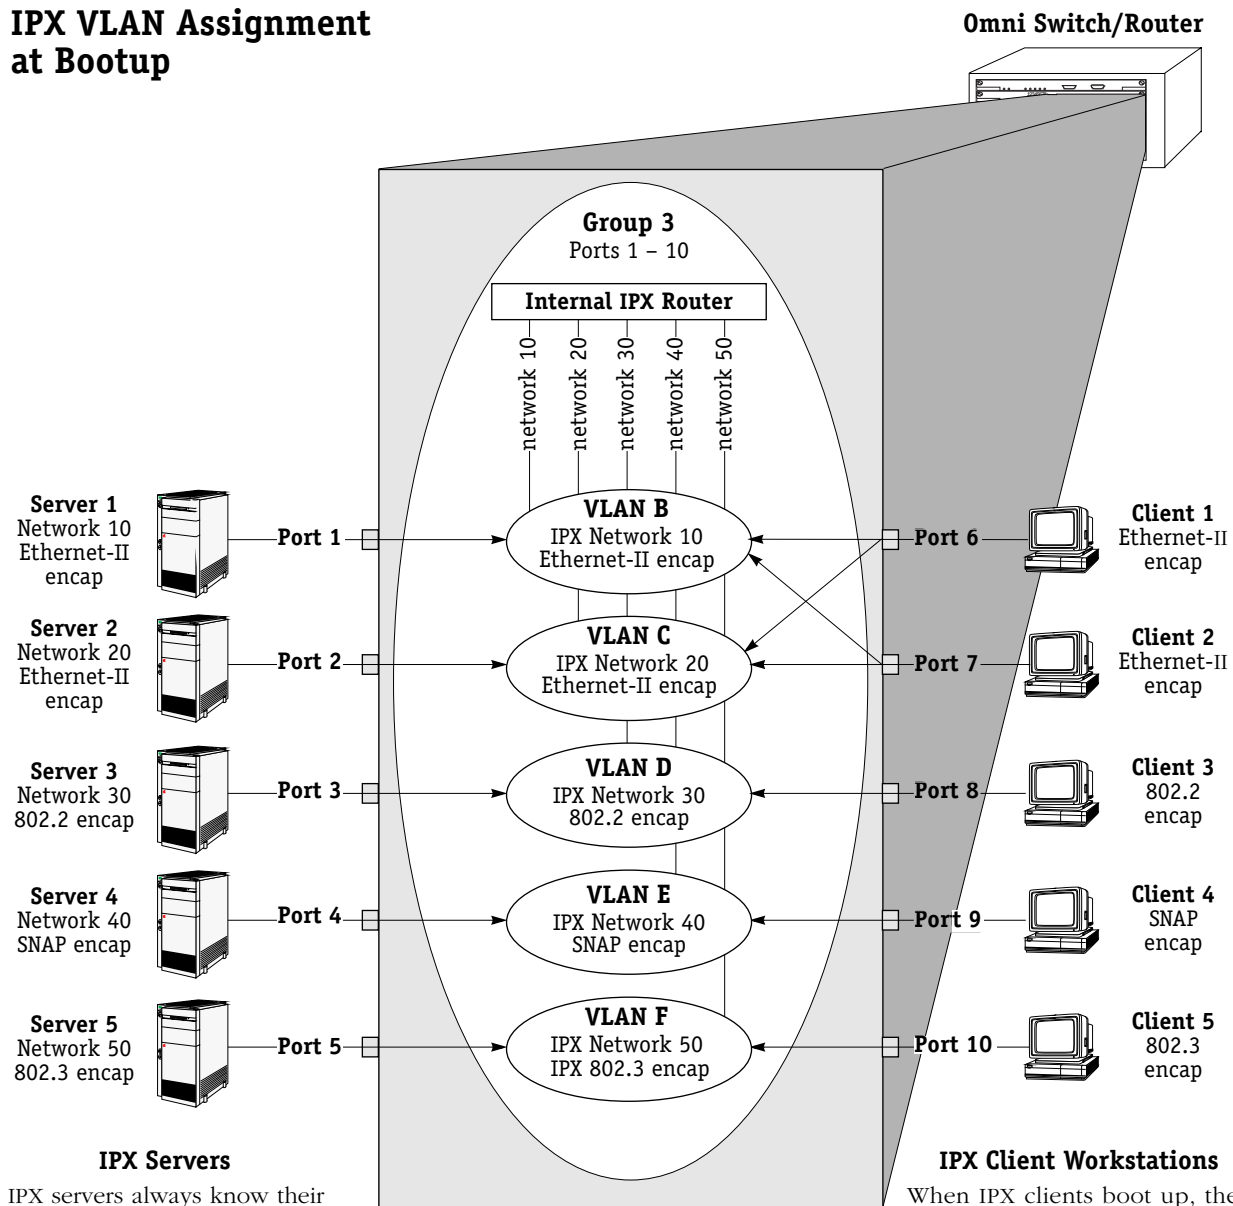 IPX VLAN Assignment
at Bootup
Omni Switch/Router
Group 3
Ports 1 – 10
Internal IPX Router
network 10
network 20
network 30
network 40
network 50
Server 1
Network 10
Ethernet-II
encap
Port 1
VLAN B
IPX Network 10
Ethernet-II encap
Port 6
Client 1
Ethernet-II
encap
Server 2
Network 20
Ethernet-II
encap
Port 2
VLAN C
IPX Network 20
Ethernet-II encap
Port 7
Client 2
Ethernet-II
encap
Server 3
Network 30
802.2 encap
Port 3
VLAN D
IPX Network 30
802.2 encap
Port 8
Client 3
802.2
encap
Server 4
Network 40
SNAP encap
Port 4
VLAN E
IPX Network 40
SNAP encap
Port 9
Client 4
SNAP
encap
Server 5
Network 50
802.3 encap
Port 5
VLAN F
IPX Network 50
IPX 802.3 encap
Port 10
Client 5
802.3
encap
IPX Servers
IPX servers always know their
IPX Client Workstations
When IPX clients boot up, the